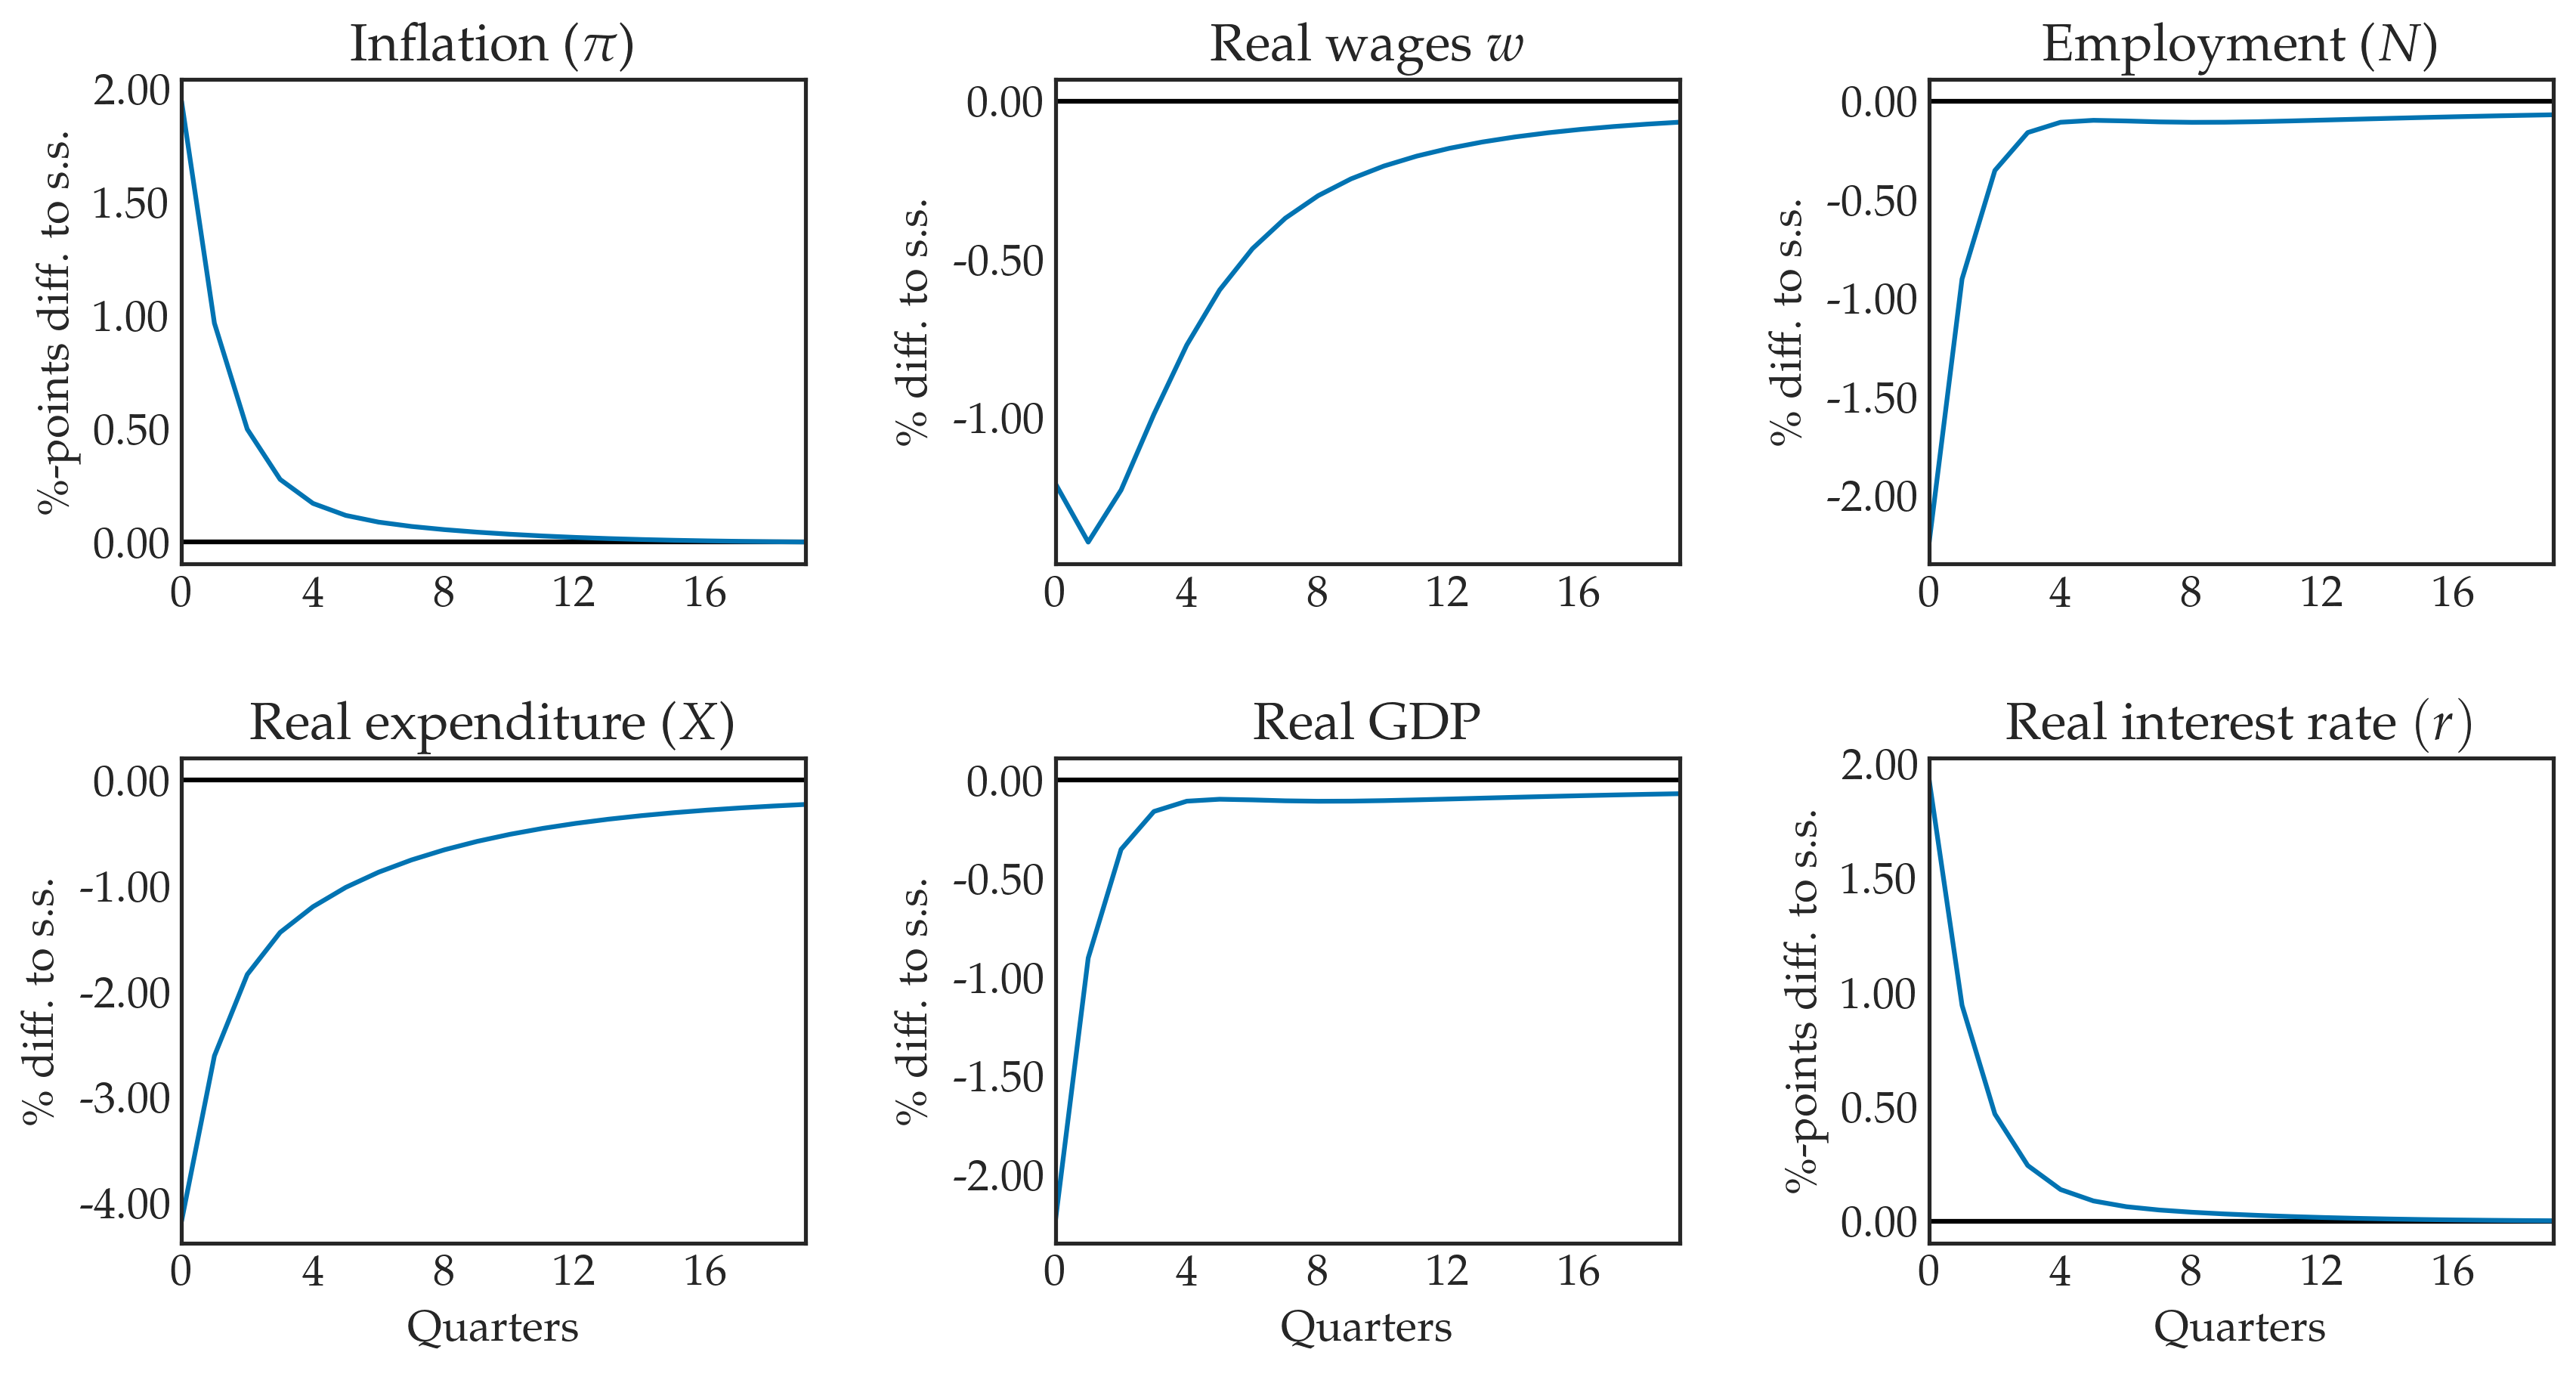 Inflation (π)
%-points diff. to s.s.
2.00
1.50
1.00
0.50
0.00
0 4 8 12 16
Real wages w
% diff. to s.s.
0.00
-0.50
-1.00
0 4 8 12 16
Employment (N)
% diff. to s.s.
0.00
-0.50
-1.00
-1.50
-2.00
0 4 8 12 16
Real expenditure (X)
% diff. to s.s.
0.00
-1.00
-2.00
-3.00
-4.00
0 4 8 12 16
Quarters
Real GDP
% diff. to s.s.
0.00
-0.50
-1.00
-1.50
-2.00
0 4 8 12 16
Quarters
Real interest rate (r)
%-points diff. to s.s.
2.00
1.50
1.00
0.50
0.00
0 4 8 12 16
Quarters